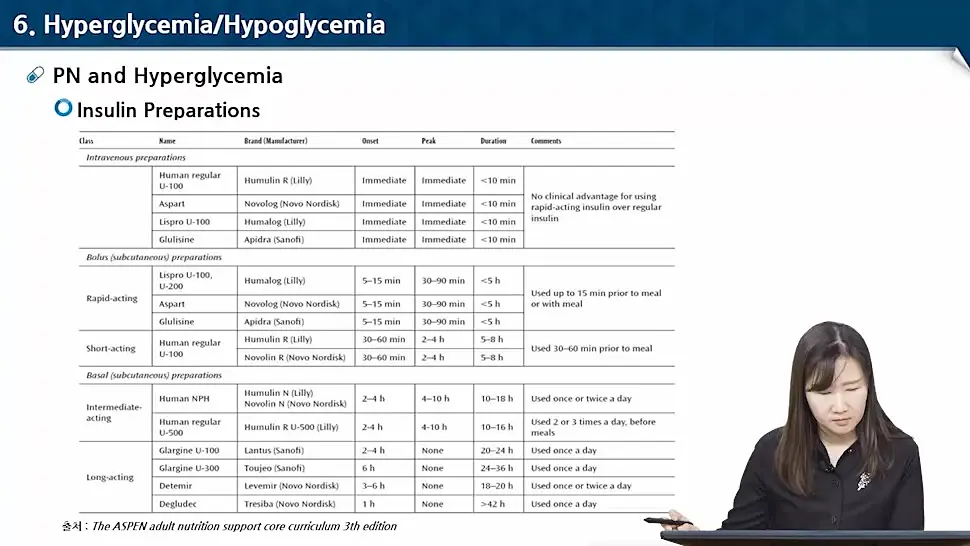 6. Hyperglycemia/Hypoglycemia
PN and Hyperglycemia
Insulin Preparations
Class Name Brand (Manufacturer) Onset Peak Duration Comments
Intravenous preparations
Human regular
U-100 Humulin R (Lilly) Immediate Immediate <10 min
Aspart Novolog (Novo Nordisk) Immediate Immediate <10 min
Lispro U-100 Humalog (Lilly) Immediate Immediate <10 min
Glulisine Apidra (Sanofi) Immediate Immediate <10 min
No clinical advantage for using
rapid-acting insulin over regular
insulin
Bolus (subcutaneous) preparations
Rapid-acting
Lispro U-100,
U-200 Humalog (Lilly) 5–15 min 30–90 min <5 h
Aspart Novolog (Novo Nordisk) 5–15 min 30–90 min <5 h
Glulisine Apidra (Sanofi) 5–15 min 30–90 min <5 h
Used up to 15 min prior to meal
or with meal
Short-acting
Human regular
U-100
Humulin R (Lilly) 30–60 min 2–4 h 5–8 h
Novolin R (Novo Nordisk) 30–60 min 2–4 h 5–8 h
Used 30–60 min prior to meal
Basal (subcutaneous) preparations
Intermediate-
acting
Human NPH
Humulin N (Lilly)
Novolin N (Novo Nordisk) 2–4 h 4–10 h 10–18 h Used once or twice a day
Human regular
U-500 Humulin R U-500 (Lilly) 2-4 h 4-10 h 10–16 h
Used 2 or 3 times a day, before
meals
Long-acting
Glargine U-100 Lantus (Sanofi) 2–4 h None 20–24 h Used once a day
Glargine U-300 Toujeo (Sanofi) 6 h None 24–36 h Used once a day
Detemir Levemir (Novo Nordisk) 3–6 h None 18–20 h Used once or twice a day
Degludec Tresiba (Novo Nordisk) 1 h None >42 h Used once a day
출처 : The ASPEN adult nutrition support core curriculum 3th edition